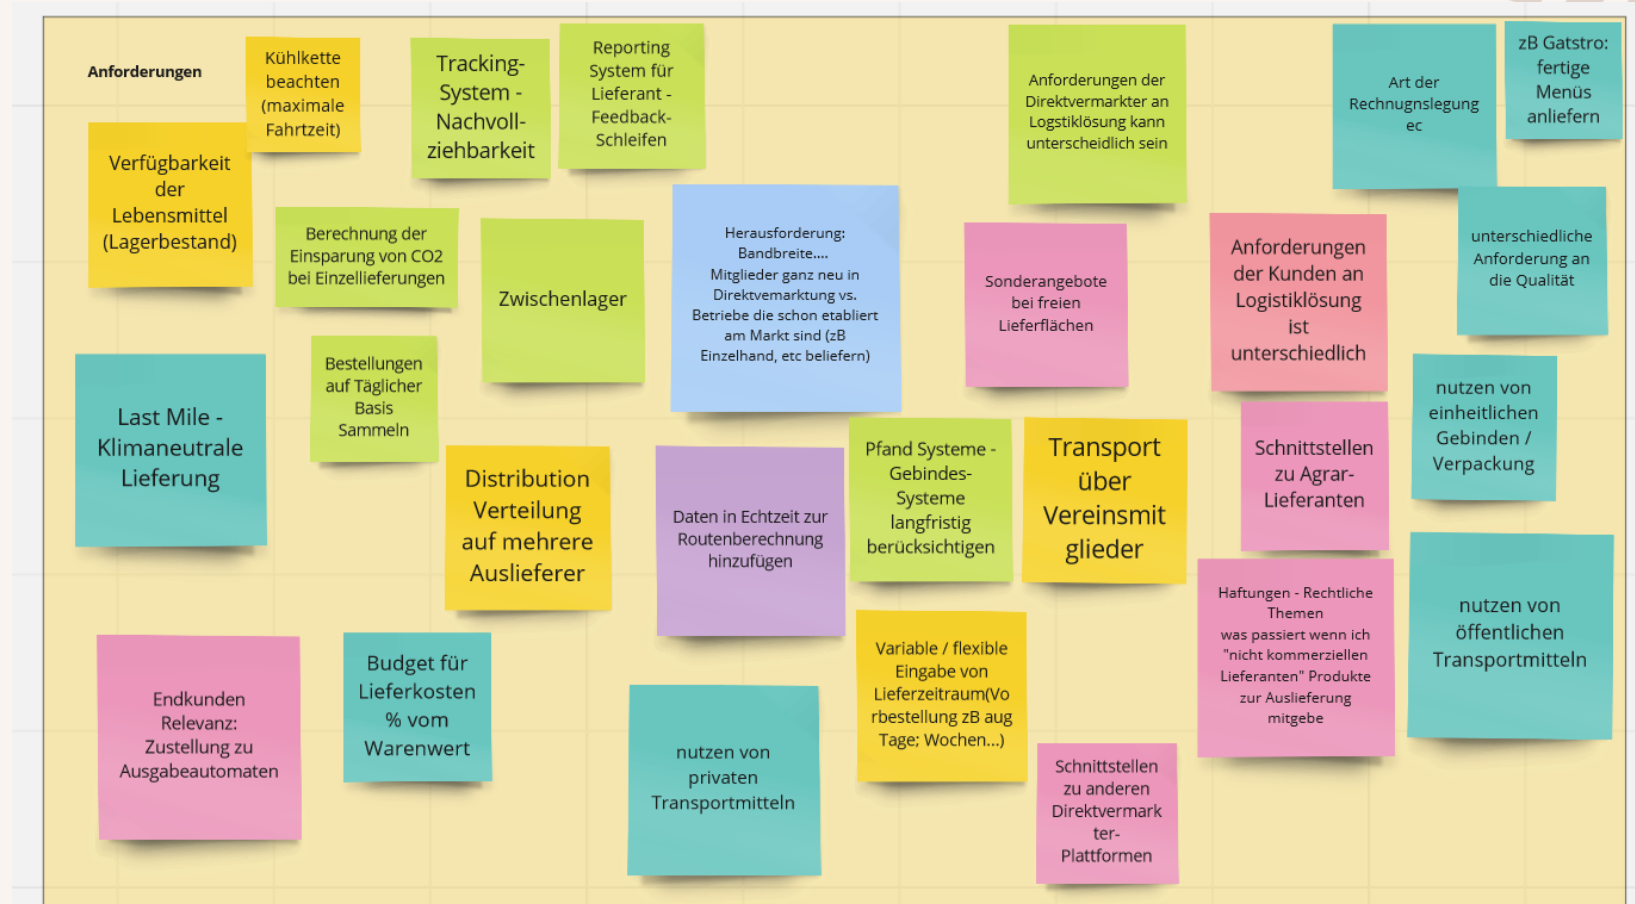 Anforderungen
Kühlkette
beachten
(maximale
Fahrtzeit)
Tracking-
System -
Nachvoll-
ziehbarkeit
Reporting
System für
Lieferant -
Feedback-
Schleifen
Anforderungen der
Direktvermarkter an
Logstiklösung kann
unterscheidlich sein
Art der
Rechnugnslegung
ec
zB Gatstro:
fertige
Menüs
anliefern
Verfügbarkeit
der
Lebensmittel
(Lagerbestand)
Berechnung der
Einsparung von CO2
bei Einzellieferungen
Zwischenlager
Herausforderung:
Bandbreite....
Mitglieder ganz neu in
Direktvemarktung vs.
Betriebe die schon etabliert
am Markt sind (zB
Einzelhand, etc beliefern)
Sonderangebote
bei freien
Lieferflächen
Anforderungen
der Kunden an
Logistiklösung
ist
unterschiedlich
unterschiedliche
Anforderung an
die Qualität
Last Mile -
Klimaneutrale
Lieferung
Bestellungen
auf Täglicher
Basis
Sammeln
Distribution
Verteilung
auf mehrere
Auslieferer
Daten in Echtzeit zur
Routenberechnung
hinzufügen
Pfand Systeme -
Gebindes-
Systeme
langfristig
berücksichtigen
Transport
über
Vereinsmit
glieder
Schnittstellen
zu Agrar-
Lieferanten
nutzen von
einheitlichen
Gebinden /
Verpackung
Endkunden
Relevanz:
Zustellung zu
Ausgabeautomaten
Budget für
Lieferkosten
% vom
Warenwert
nutzen von
privaten
Transportmitteln
Variable / flexible
Eingabe von
Lieferzeitraum(Vo
rbestellung zB aug
Tage; Wochen...)
Schnittstellen
zu anderen
Direktvermark
ter-
Plattformen
Haftungen - Rechtliche
Themen
was passiert wenn ich
"nicht kommerziellen
Lieferanten" Produkte
zur Auslieferung
mitgebe
nutzen von
öffentlichen
Transportmitteln